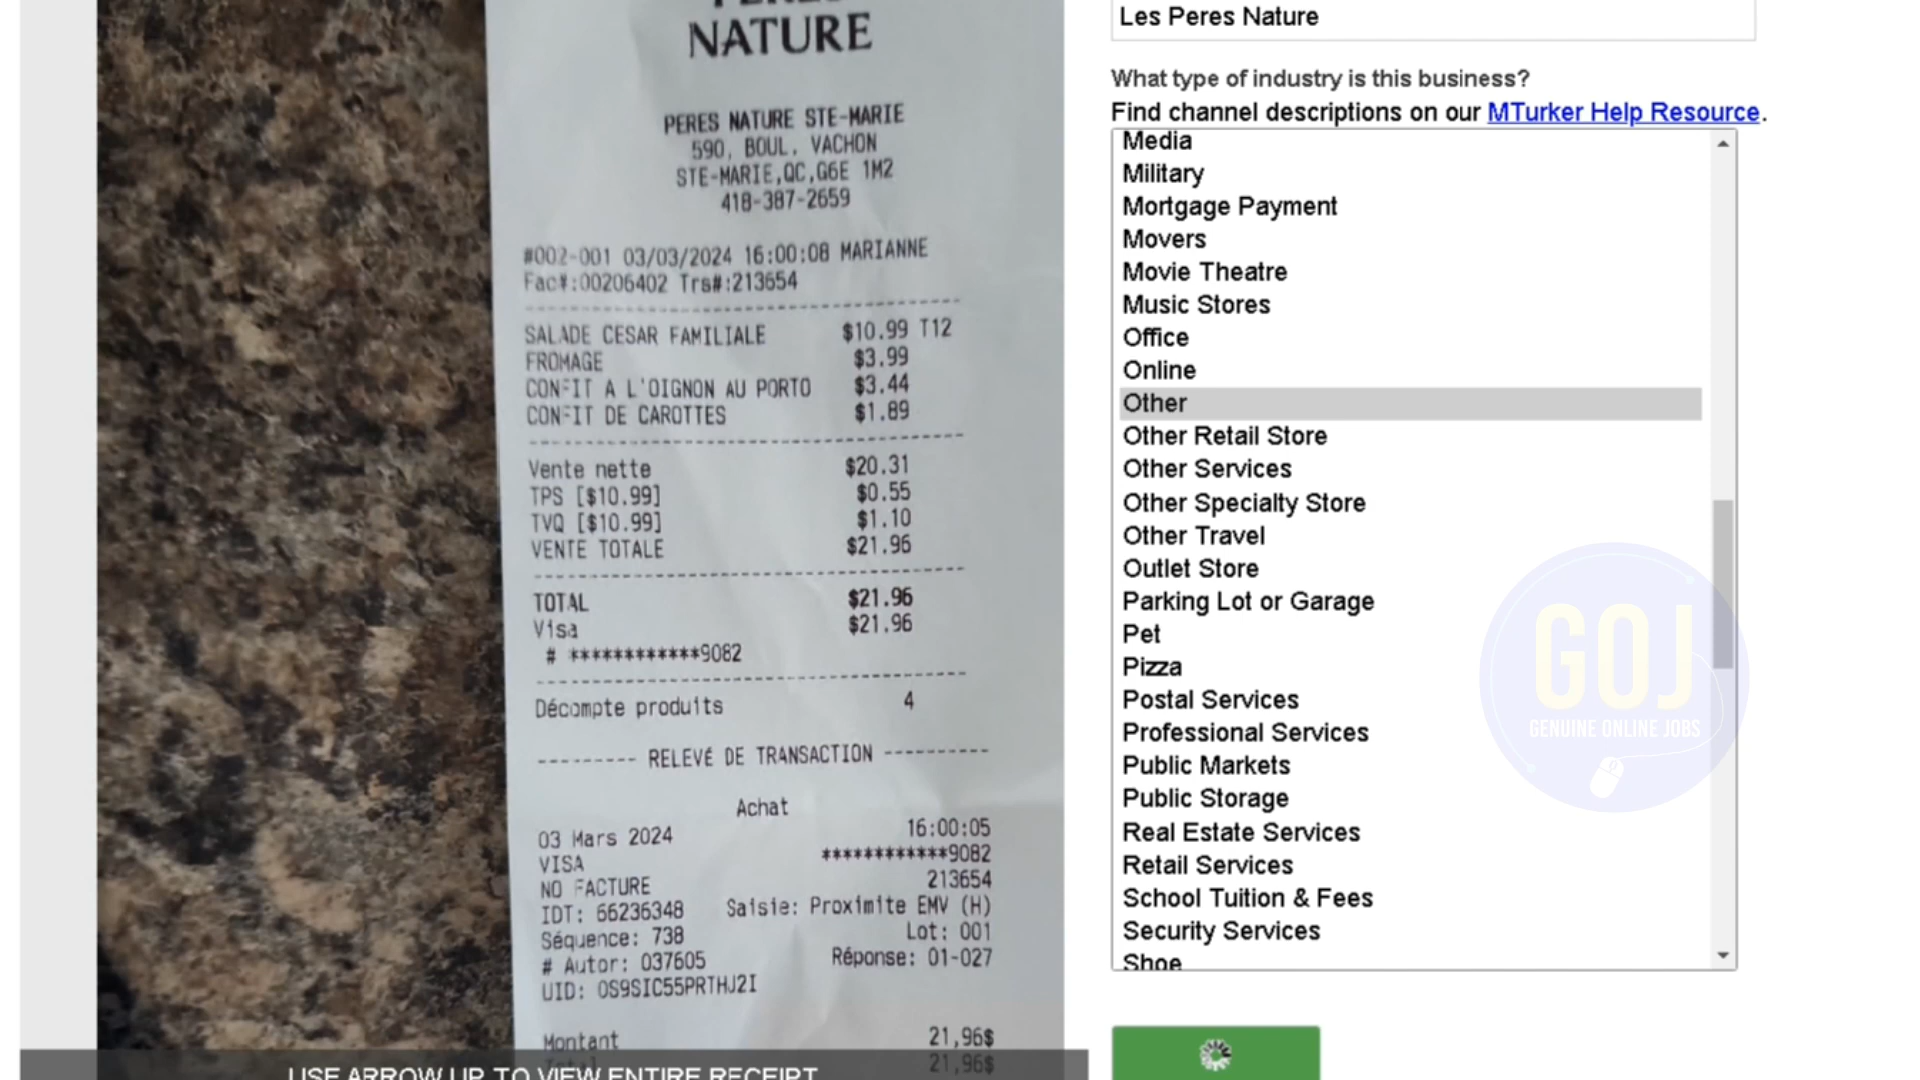 NATURE
PERES NATURE STE-MARIE
590, BOUL. VACHON
STE-MARIE,QC,G6E 1M2
418-387-2659
#002-001 03/03/2024 16:00:08 MARIANNE
Fac#:00206402 Trs#:213654
SALADE CESAR FAMILIALE $10.99 T12
FROMAGE $3.99
CONFIT A L'OIGNON AU PORTO $3.44
CONFIT DE CAROTTES $1.89
Vente nette $20.31
TPS [$10.99] $0.55
TVQ [$10.99] $1.10
VENTE TOTALE $21.96
TOTAL $21.96
Visa $21.96
# ************9082
Décompte produits 4
--------- RELEVÉ DE TRANSACTION ----------
Achat
03 Mars 2024 16:00:05
VISA ************9082
NO FACTURE 213654
IDT: 66236348 Saisie: Proximite EMV (H)
Séquence: 738 Lot: 001
# Autor: 037605 Réponse: 01-027
UID: OS9SIC55PRTHJ2I
Montant 21,96$
Total 21,96$
USE ARROW UP TO VIEW ENTIRE RECEIPT
Les Peres Nature
What type of industry is this business?
Find channel descriptions on our MTurker Help Resource.
Media
Military
Mortgage Payment
Movers
Movie Theatre
Music Stores
Office
Online
Other
Other Retail Store
Other Services
Other Specialty Store
Other Travel
Outlet Store
Parking Lot or Garage
Pet
Pizza
Postal Services
Professional Services
Public Markets
Public Storage
Real Estate Services
Retail Services
School Tuition & Fees
Security Services
Shoe
GOJ
GENUINE ONLINE JOBS